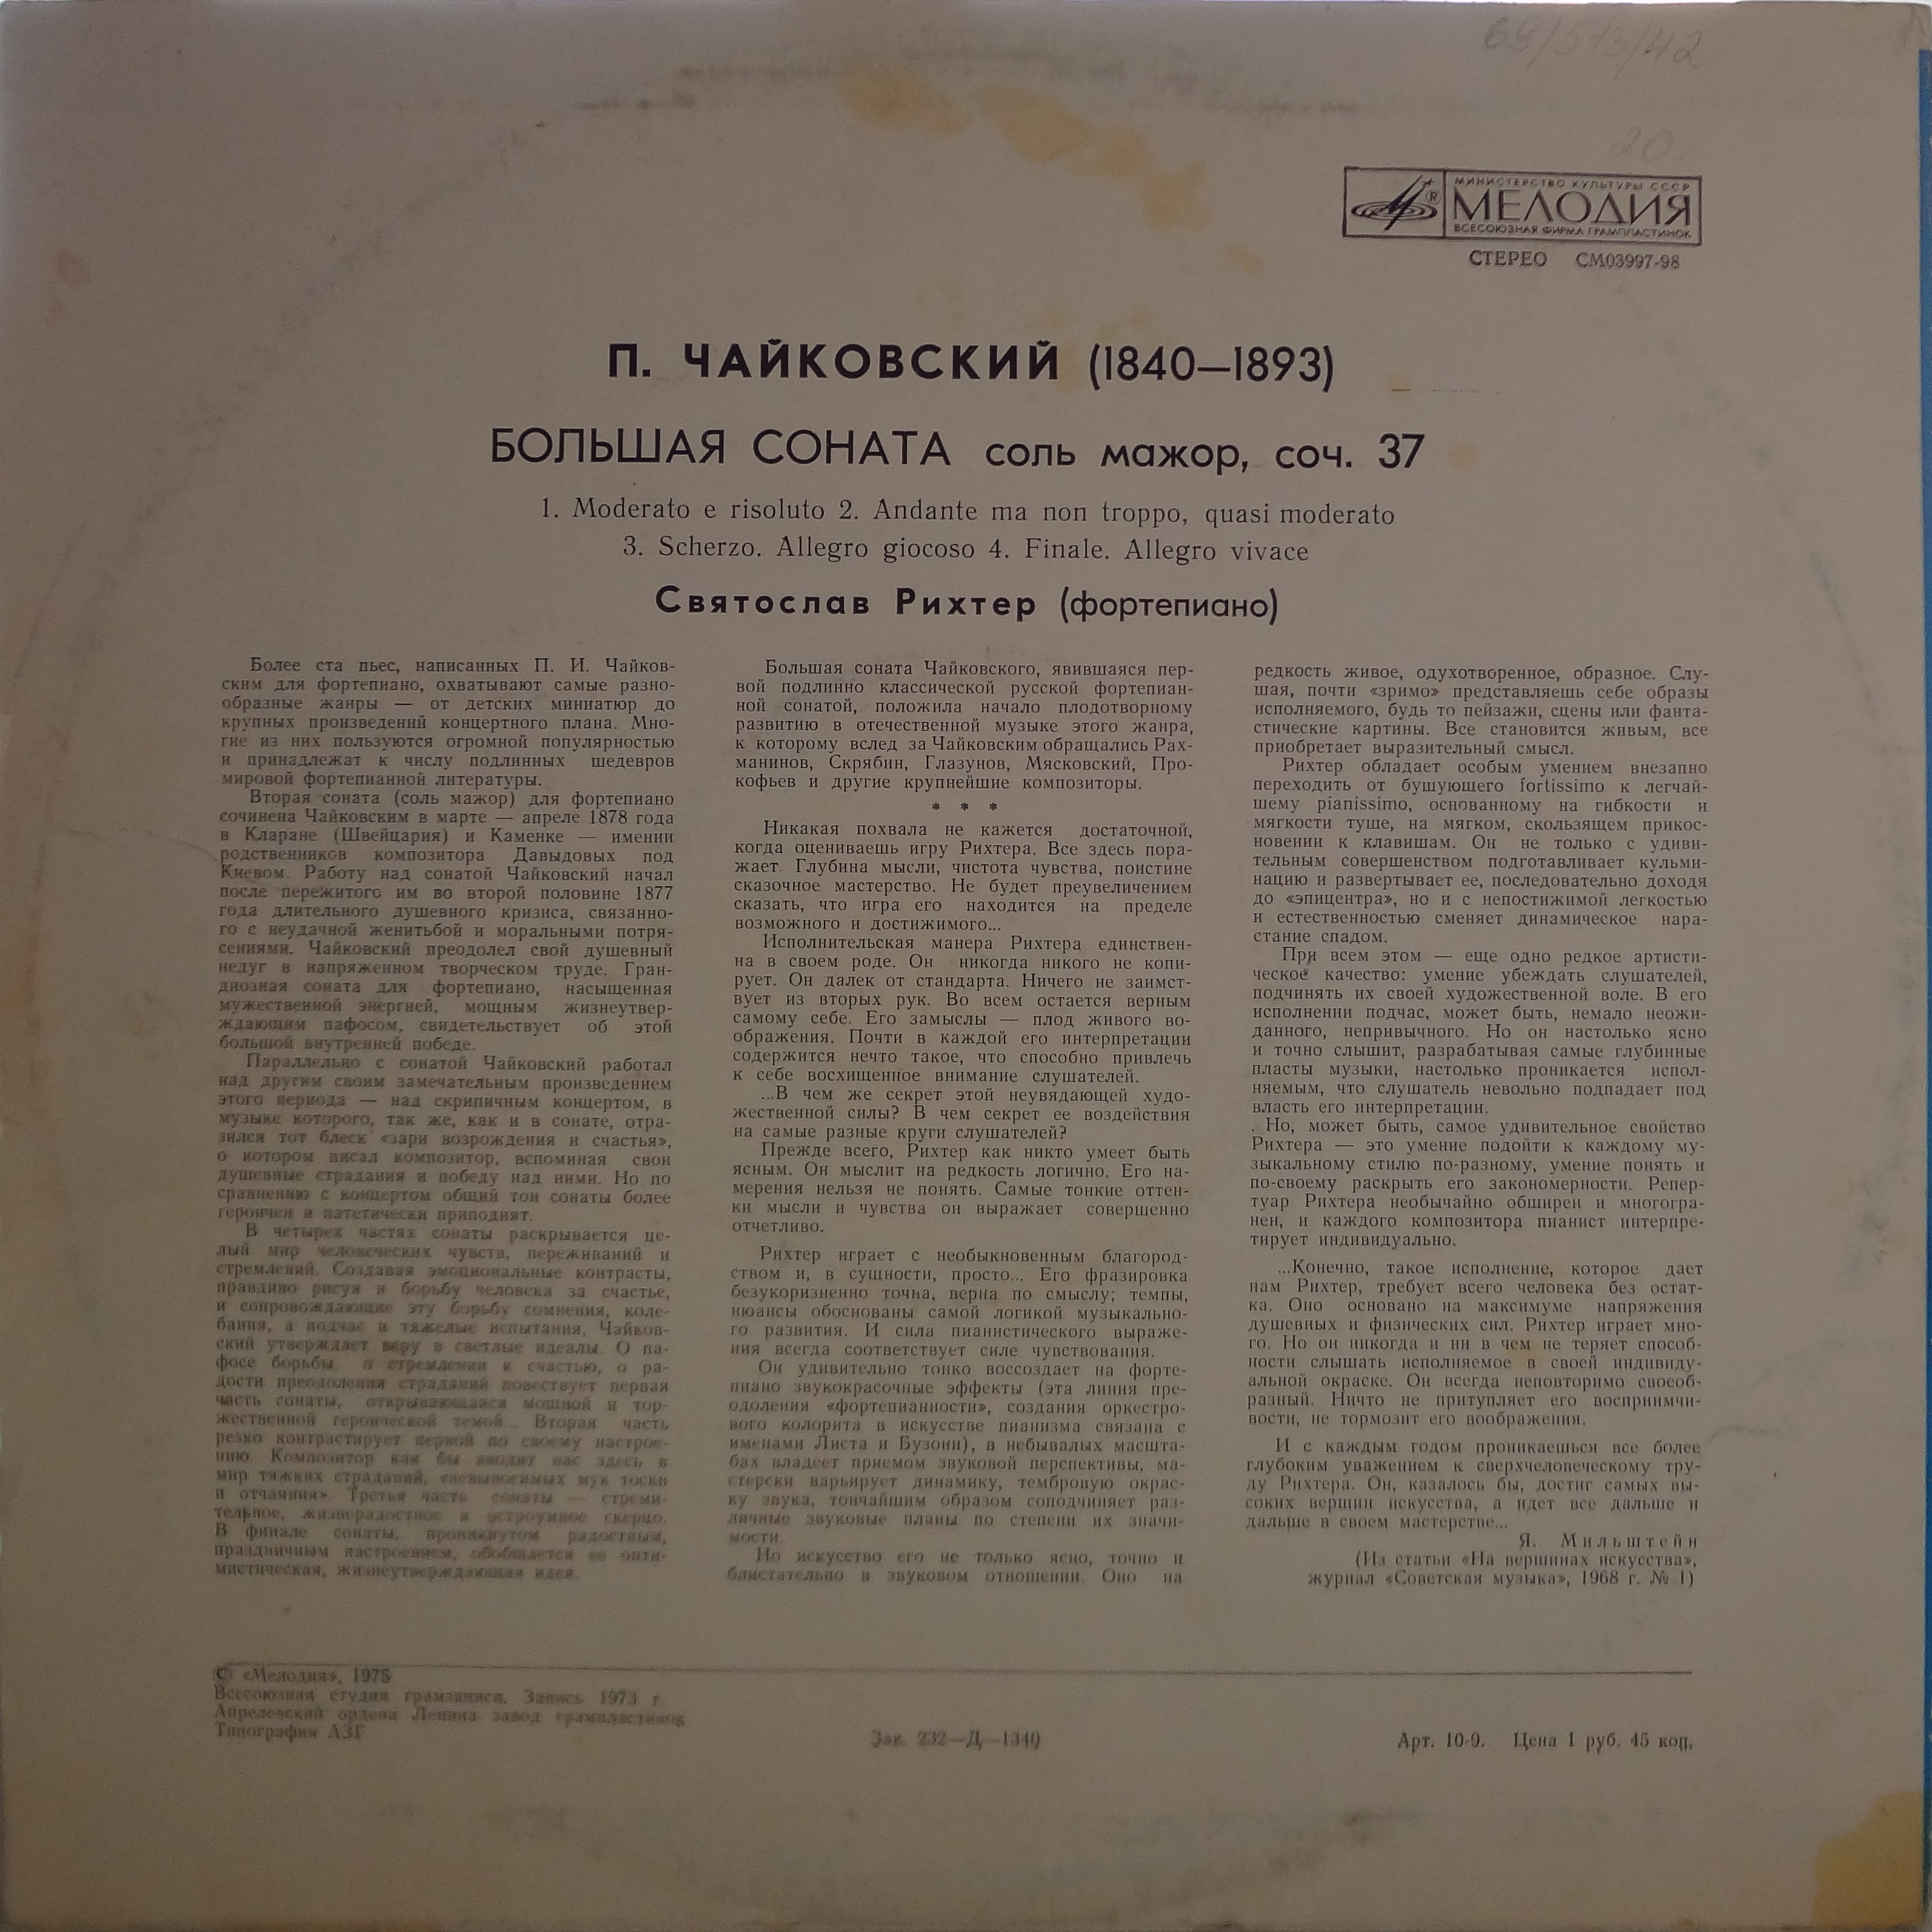 69/513/42
МИНИСТЕРСТВО КУЛЬТУРЫ СССР
МЕЛОДИЯ
ВСЕСОЮЗНАЯ ФИРМА ГРАМПЛАСТИНОК
СТЕРЕО СМ03997-98
П. ЧАЙКОВСКИЙ (1840—1893)
БОЛЬШАЯ СОНАТА соль мажор, соч. 37
1. Moderato e risoluto 2. Andante ma non troppo, quasi moderato
3. Scherzo. Allegro giocoso 4. Finale. Allegro vivace
Святослав Рихтер (фортепиано)
Более ста пьес, написанных П. И. Чайков-
ским для фортепиано, охватывают самые разно-
образные жанры — от детских миниатюр до
крупных произведений концертного плана. Мно-
гие из них пользуются огромной популярностью
и принадлежат к числу подлинных шедевров
мировой фортепианной литературы.
Вторая соната (соль мажор) для фортепиано
сочинена Чайковским в марте — апреле 1878 года
в Кларане (Швейцария) и Каменке — имении
родственников композитора Давыдовых под
Киевом. Работу над сонатой Чайковский начал
после пережитого им во второй половине 1877
года длительного душевного кризиса, связанно-
го с неудачной женитьбой и моральными потря-
сениями. Чайковский преодолел свой душевный
недуг в напряженном творческом труде. Гран-
диозная соната для фортепиано, насыщенная
мужественной энергией, мощным жизнеутвер-
ждающим пафосом, свидетельствует об этой
большой внутренней победе.
Параллельно с сонатой Чайковский работал
над другим своим замечательным произведением
этого периода — над скрипичным концертом, в
музыке которого, так же, как и в сонате, отра-
зился тот блеск «зари возрождения и счастья»,
о котором писал композитор, вспоминая свои
душевные страдания и победу над ними. Но по
сравнению с концертом общий тон сонаты более
героичен и патетически приподнят.
В четырех частях сонаты раскрывается це-
лый мир человеческих чувств, переживаний и
стремлений. Создавая эмоциональные контрасты,
правдиво рисуя и борьбу человека за счастье,
и сопровождающие эту борьбу сомнения, коле-
бания, а подчас и тяжелые испытания, Чайков-
ский утверждает веру в светлые идеалы. О па-
фосе борьбы, о стремлении к счастью, о ра-
дости преодоления страданий повествует первая
часть сонаты, открывающаяся мощной и тор-
жественной героической темой... Вторая часть
резко контрастирует первой по своему настрое-
нию. Композитор как бы вводит нас здесь в
мир тяжких страданий, «невыносимых мук тоски
и отчаяния». Третья часть сонаты — стреми-
тельное, жизнерадостное и остроумное скерцо.
В финале сонаты, проникнутом радостным,
праздничным настроением, обобщается ее опти-
мистическая, жизнеутверждающая идея.
Большая соната Чайковского, явившаяся пер-
вой подлинно классической русской фортепиан-
ной сонатой, положила начало плодотворному
развитию в отечественной музыке этого жанра,
к которому вслед за Чайковским обращались Рах-
манинов, Скрябин, Глазунов, Мясковский, Про-
кофьев и другие крупнейшие композиторы.
* * *
Никакая похвала не кажется достаточной,
когда оцениваешь игру Рихтера. Все здесь пора-
жает. Глубина мысли, чистота чувства, поистине
сказочное мастерство. Не будет преувеличением
сказать, что игра его находится на пределе
возможного и достижимого...
Исполнительская манера Рихтера единствен-
на в своем роде. Он никогда никого не копи-
рует. Он далек от стандарта. Ничего не заимст-
вует из вторых рук. Во всем остается верным
самому себе. Его замыслы — плод живого во-
ображения. Почти в каждой его интерпретации
содержится нечто такое, что способно привлечь
к себе восхищенное внимание слушателей.
...В чем же секрет этой неувядающей худо-
жественной силы? В чем секрет ее воздействия
на самые разные круги слушателей?
Прежде всего, Рихтер как никто умеет быть
ясным. Он мыслит на редкость логично. Его на-
мерения нельзя не понять. Самые тонкие оттен-
ки мысли и чувства он выражает совершенно
отчетливо.
Рихтер играет с необыкновенным благород-
ством и, в сущности, просто... Его фразировка
безукоризненно точна, верна по смыслу; темпы,
нюансы обоснованы самой логикой музыкально-
го развития. И сила пианистического выраже-
ния всегда соответствует силе чувствования.
Он удивительно тонко воссоздает на форте-
пиано звукокрасочные эффекты (эта линия пре-
одоления «фортепианности», создания оркестро-
вого колорита в искусстве пианизма связана с
именами Листа и Бузони), в небывалых масшта-
бах владеет приемом звуковой перспективы, ма-
стерски варьирует динамику, тембровую окрас-
ку звука, тончайшим образом соподчиняет раз-
личные звуковые планы по степени их значи-
мости.
Но искусство его не только ясно, точно и
блистательно в звуковом отношении. Оно на
редкость живое, одухотворенное, образное. Слу-
шая, почти «зримо» представляешь себе образы
исполняемого, будь то пейзажи, сцены или фанта-
стические картины. Все становится живым, все
приобретает выразительный смысл.
Рихтер обладает особым умением внезапно
переходить от бушующего fortissimo к легчай-
шему pianissimo, основанному на гибкости и
мягкости туше, на мягком, скользящем прикос-
новении к клавишам. Он не только с удиви-
тельным совершенством подготавливает кульми-
нацию и развертывает ее, последовательно доходя
до «эпицентра», но и с непостижимой легкостью
и естественностью сменяет динамическое нара-
стание спадом.
При всем этом — еще одно редкое артисти-
ческое качество: умение убеждать слушателей,
подчинять их своей художественной воле. В его
исполнении подчас, может быть, немало неожи-
данного, непривычного. Но он настолько ясно
и точно слышит, разрабатывая самые глубинные
пласты музыки, настолько проникается испол-
няемым, что слушатель невольно подпадает под
власть его интерпретации.
. Но, может быть, самое удивительное свойство
Рихтера — это умение подойти к каждому му-
зыкальному стилю по-разному, умение понять и
по-своему раскрыть его закономерности. Репер-
туар Рихтера необычайно обширен и многогра-
нен, и каждого композитора пианист интерпре-
тирует индивидуально.
...Конечно, такое исполнение, которое дает
нам Рихтер, требует всего человека без остат-
ка. Оно основано на максимуме напряжения
душевных и физических сил. Рихтер играет мно-
го. Но он никогда и ни в чем не теряет способ-
ности слышать исполняемое в своей индивиду-
альной окраске. Он всегда неповторимо своеоб-
разный. Ничто не притупляет его восприимчи-
вости, не тормозит его воображения.
И с каждым годом проникаешься все более
глубоким уважением к сверхчеловеческому тру-
ду Рихтера. Он, казалось бы, достиг самых вы-
соких вершин искусства, а идет все дальше и
дальше в своем мастерстве...
Я. Мильштейн
(Из статьи «На вершинах искусства»,
журнал «Советская музыка», 1968 г. № 1)
© «Мелодия», 1975
Всесоюзная студия грамзаписи. Запись 1973 г.
Апрелевский ордена Ленина завод грампластинок
Типография АЗГ
Зак. 232—Д—1340
Арт. 10-9. Цена 1 руб. 45 коп.